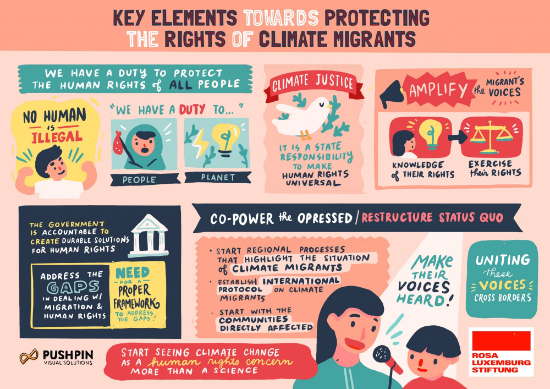 KEY ELEMENTS TOWARDS PROTECTING
THE RIGHTS OF CLIMATE MIGRANTS
WE HAVE A DUTY TO PROTECT
THE HUMAN RIGHTS of ALL PEOPLE
NO HUMAN
IS
ILLEGAL
"WE HAVE A DUTY TO..."
PEOPLE
PLANET
CLIMATE JUSTICE
IT IS A STATE
RESPONSIBILITY
TO MAKE
HUMAN RIGHTS
UNIVERSAL
AMPLIFY the MIGRANT'S
VOICES
KNOWLEDGE
OF THEIR RIGHTS
EXERCISE
their RIGHTS
THE GOVERNMENT
IS ACCOUNTABLE TO
CREATE DURABLE SOLUTIONS
FOR HUMAN RIGHTS
ADDRESS THE
GAPS
IN DEALING W/
MIGRATION &
HUMAN RIGHTS
NEED
FOR A
PROPER
FRAMEWORK
TO ADDRESS
THE GAPS!
CO-POWER the OPRESSED/RESTRUCTURE STATUS QUO
• START REGIONAL PROCESSES
THAT HIGHLIGHT THE SITUATION
of CLIMATE MIGRANTS
• ESTABLISH INTERNATIONAL
PROTOCOL ON CLIMATE
MIGRANTS
• START WITH THE
COMMUNITIES
DIRECTLY AFFECTED
MAKE
THEIR
VOICES
HEARD!
UNITING
these
VOICES
CROSS BORDERS
START SEEING CLIMATE CHANGE
AS A human rights concern
MORE THAN A SCIENCE
PUSHPIN
VISUAL SOLUTIONS
ROSA
LUXEMBURG
STIFTUNG